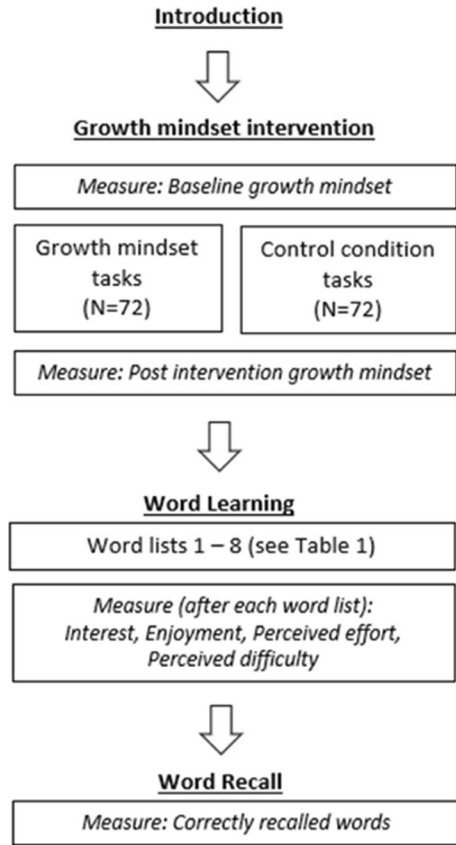 Introduction
Growth mindset intervention
Measure: Baseline growth mindset
Growth mindset
tasks
(N=72)
Control condition
tasks
(N=72)
Measure: Post intervention growth mindset
Word Learning
Word lists 1 – 8 (see Table 1)
Measure (after each word list):
Interest, Enjoyment, Perceived effort,
Perceived difficulty
Word Recall
Measure: Correctly recalled words